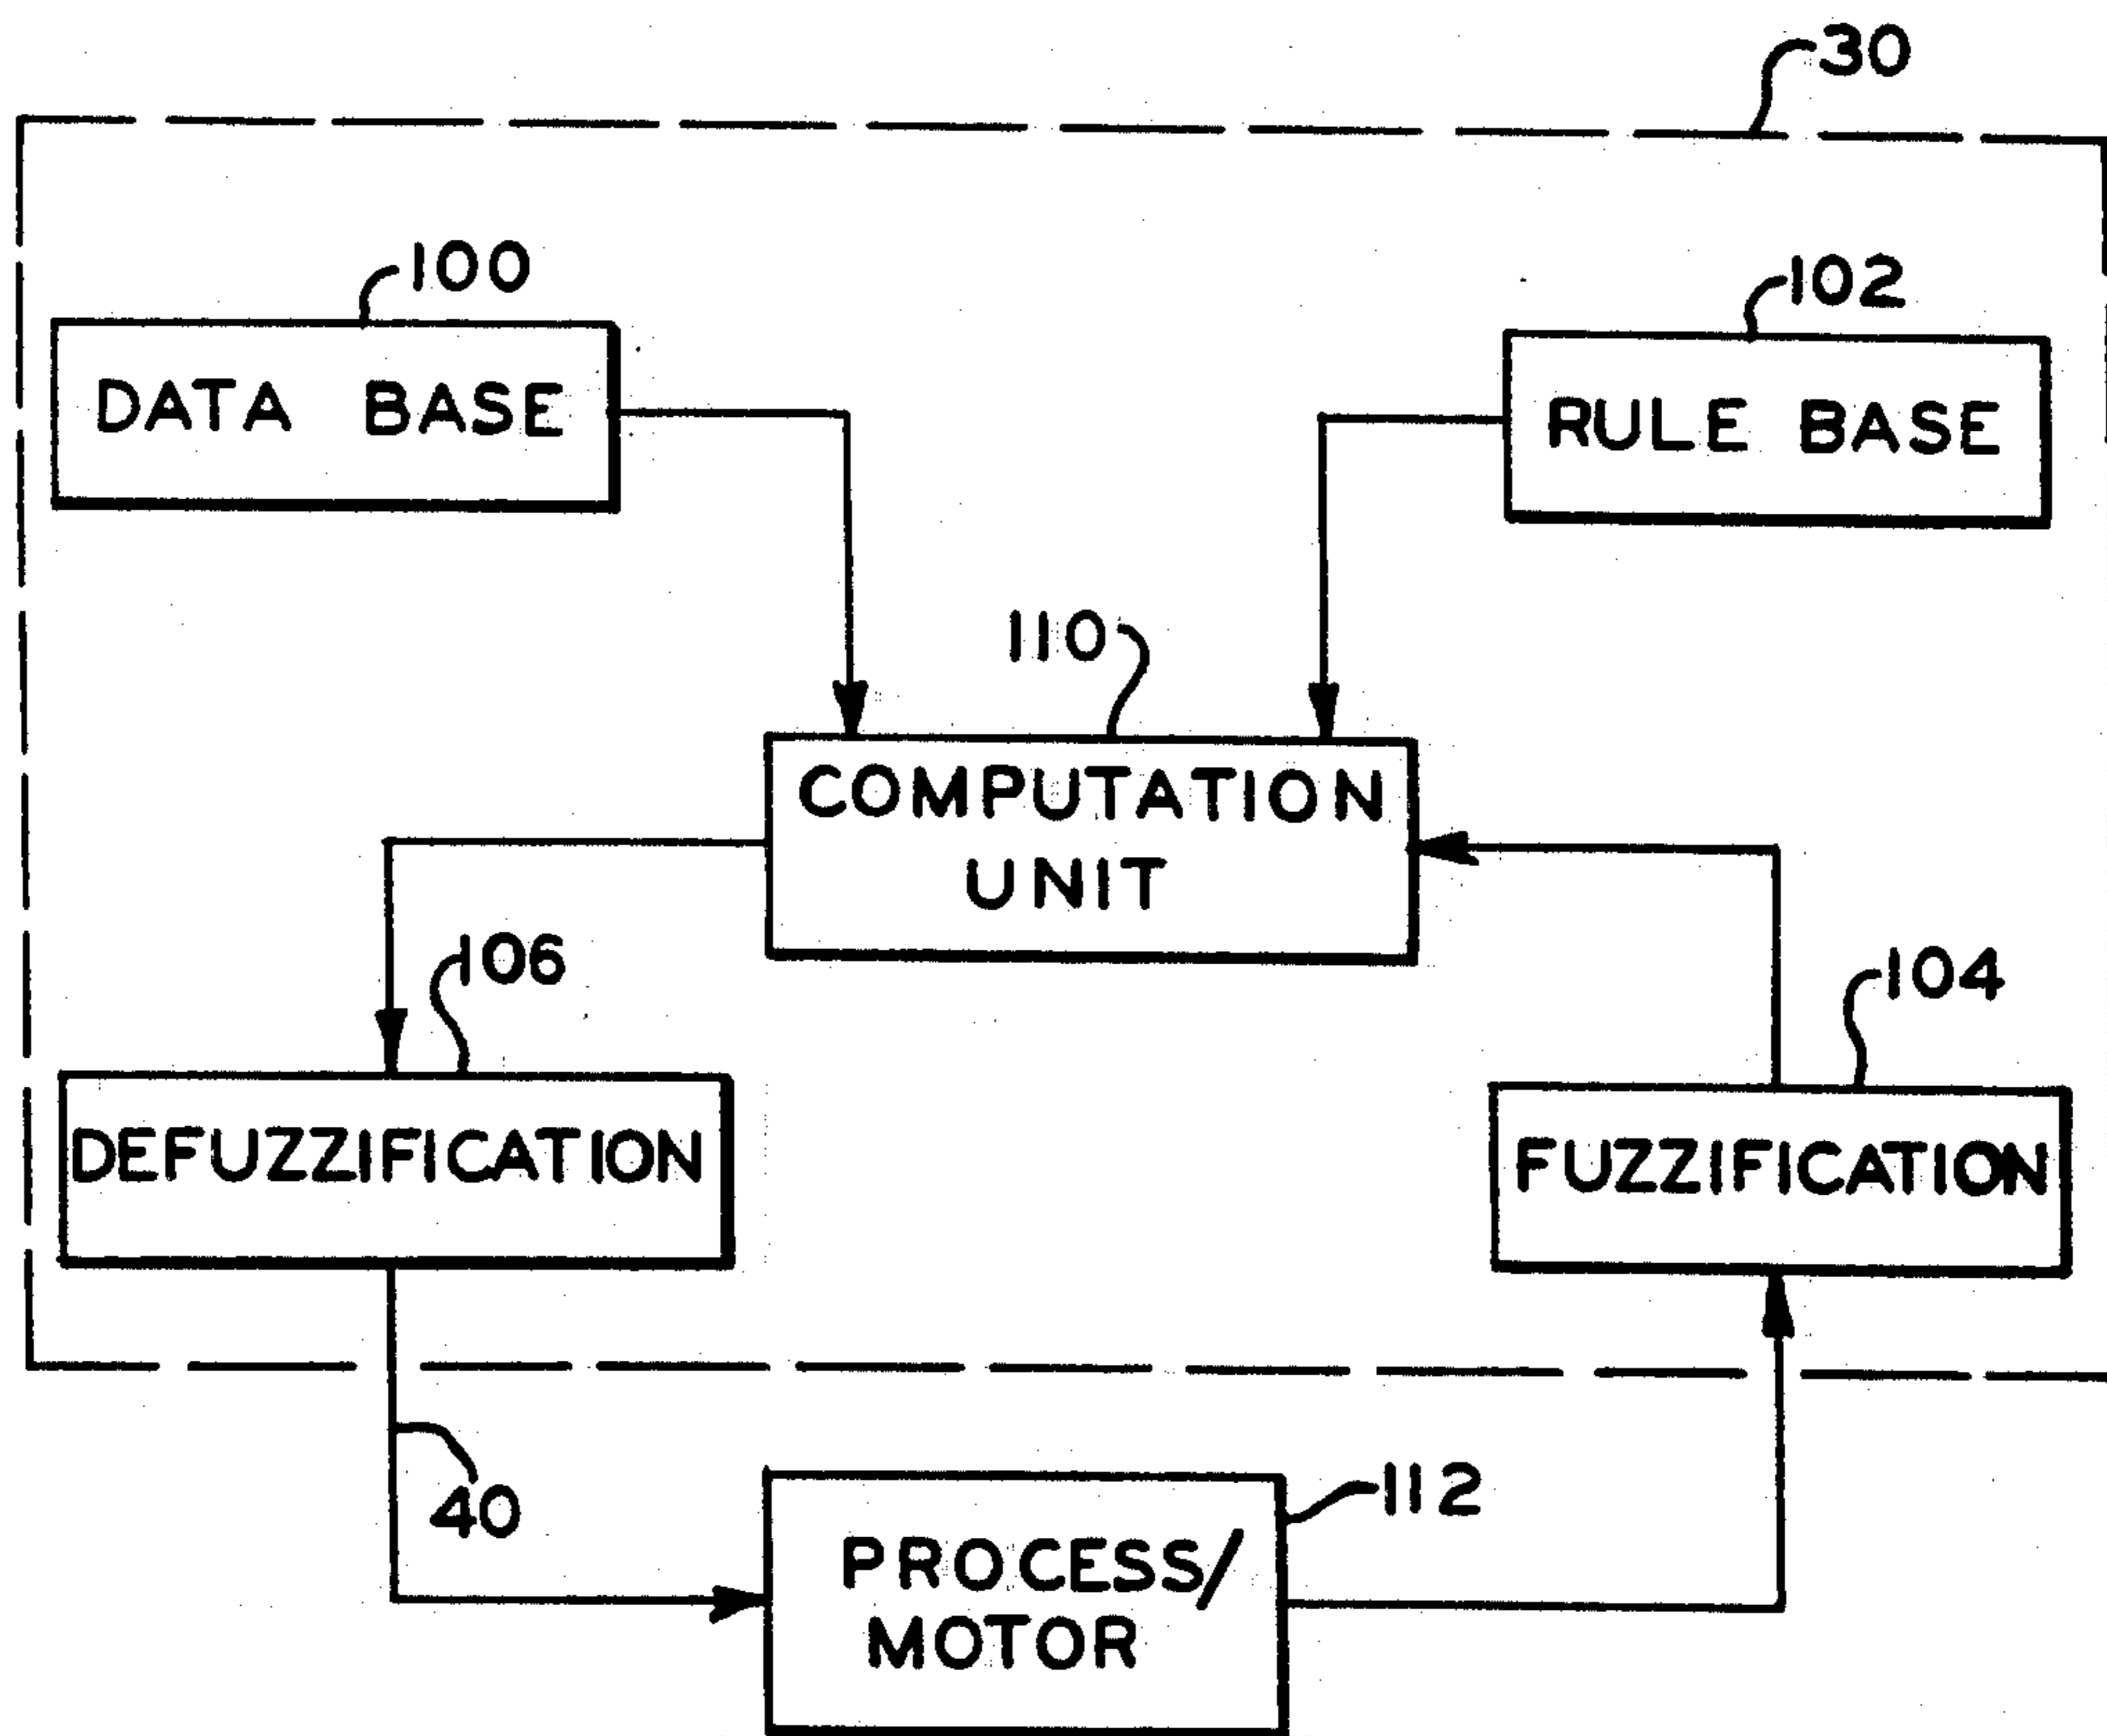 30
100
102
DATA BASE
RULE BASE
110
COMPUTATION
UNIT
106
104
DEFUZZIFICATION
FUZZIFICATION
40
112
PROCESS/
MOTOR